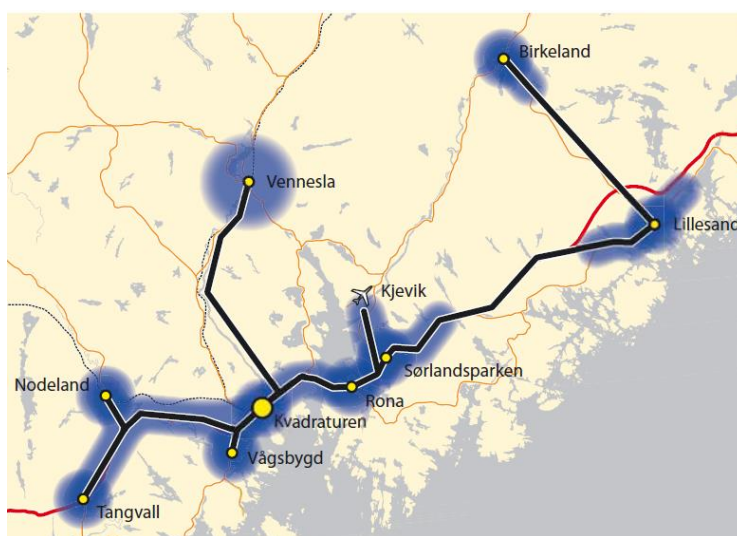 Birkeland
Vennesla
Lillesand
Kjevik
Sørlandsparken
Nodeland
Rona
Kvadraturen
Vågsbygd
Tangvall